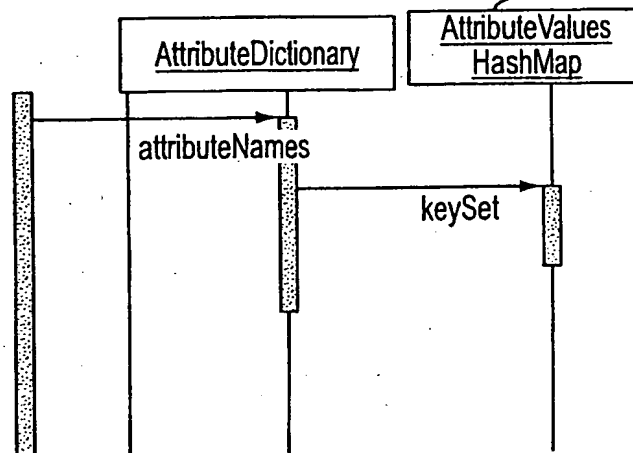 AttributeDictionary
AttributeValues
HashMap
attributeNames
keySet